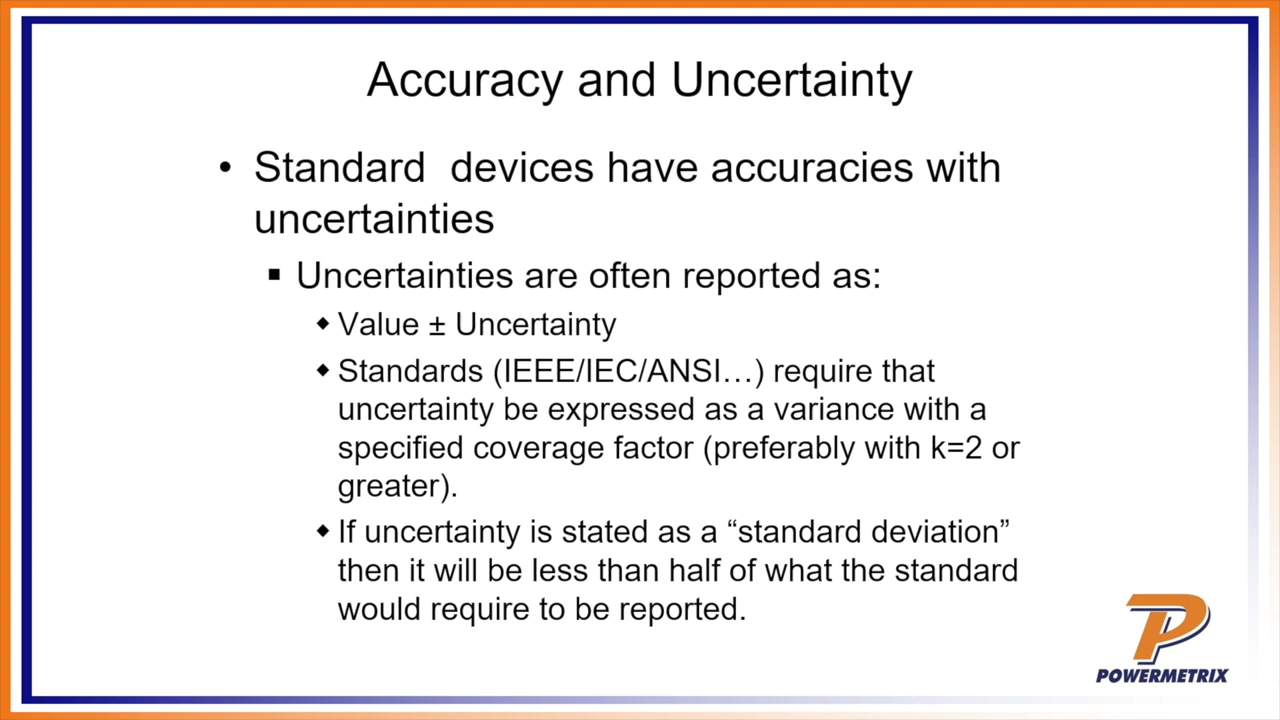 Accuracy and Uncertainty
• Standard  devices have accuracies with
uncertainties
▪ Uncertainties are often reported as:
◆ Value ± Uncertainty
◆ Standards (IEEE/IEC/ANSI…) require that
uncertainty be expressed as a variance with a
specified coverage factor (preferably with k=2 or
greater).
◆ If uncertainty is stated as a “standard deviation”
then it will be less than half of what the standard
would require to be reported.
P
POWERMETRIX